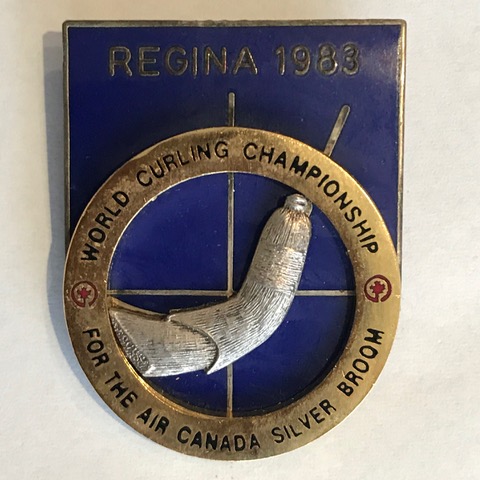 REGINA 1983
WORLD CURLING CHAMPIONSHIP
FOR THE AIR CANADA SILVER BROOM